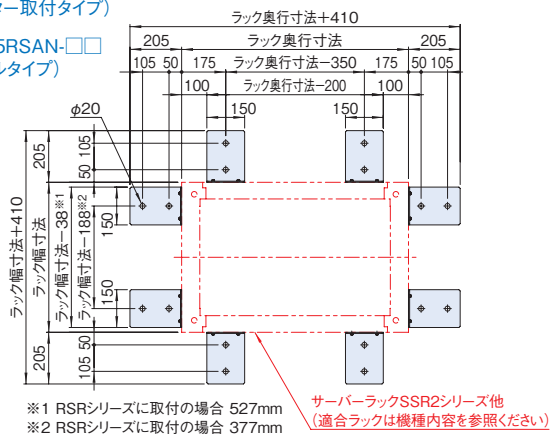 ター取付タイプ)
5RSAN-□□
ルタイプ)
ラック奥行寸法+410
205
ラック奥行寸法
205
105
50
175
ラック奥行寸法-350
175
50
105
100
ラック奥行寸法-200
100
150
150
φ20
ラック幅寸法+410
205
ラック幅寸法
205
ラック幅寸法-38※1
ラック幅寸法-188※2
105
50
150
150
50
105
サーバーラックSSR2シリーズ他
(適合ラックは機種内容を参照ください)
※1 RSRシリーズに取付の場合 527mm
※2 RSRシリーズに取付の場合 377mm